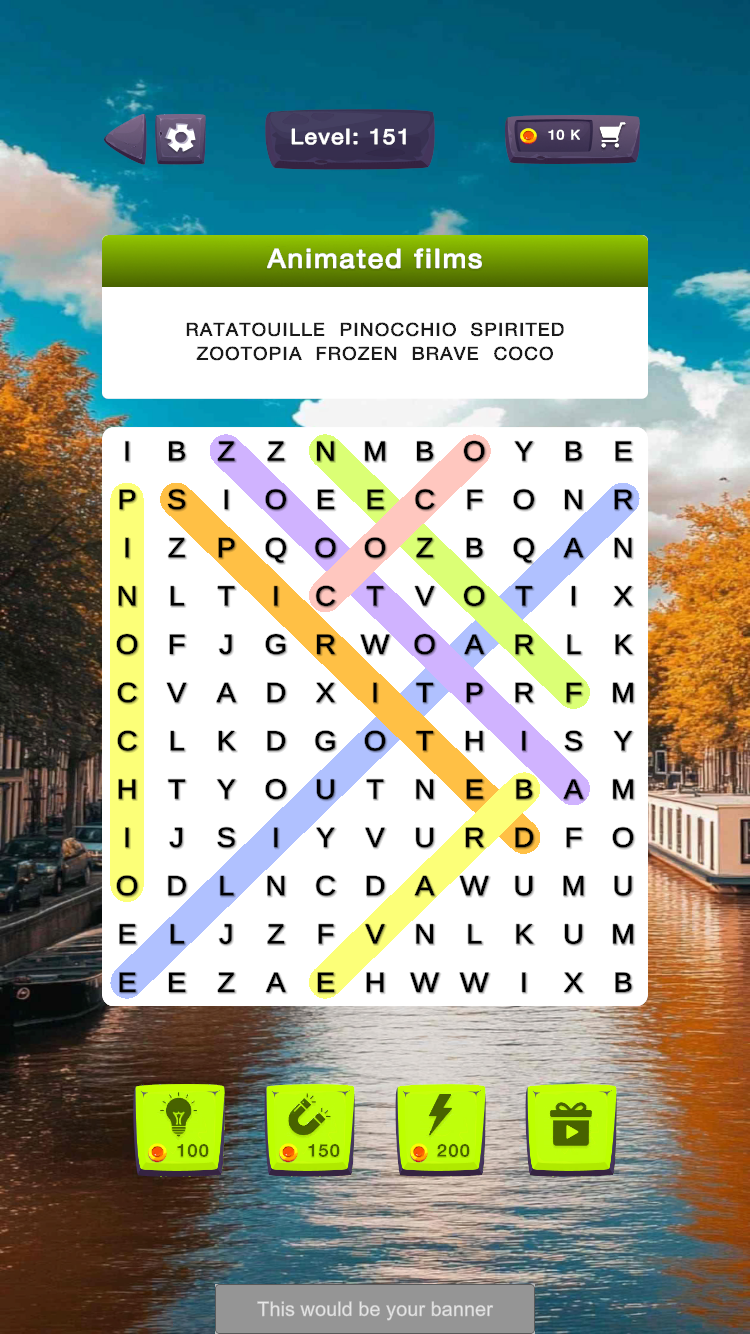 Level: 151
10 K
Animated films
RATATOUILLE PINOCCHIO SPIRITED
ZOOTOPIA FROZEN BRAVE COCO
I B Z Z N M B O Y B E
P S I O E E C F O N R
I Z P Q O O Z B Q A N
N L T I C T V O T I X
O F J G R W O A R L K
C V A D X I T P R F M
C L K D G O T H I S Y
H T Y O U T N E B A M
I J S I Y V U R D F O
O D L N C D A W U M U
E L J Z F V N L K U M
E E Z A E H W W I X B
100 150 200
This would be your banner